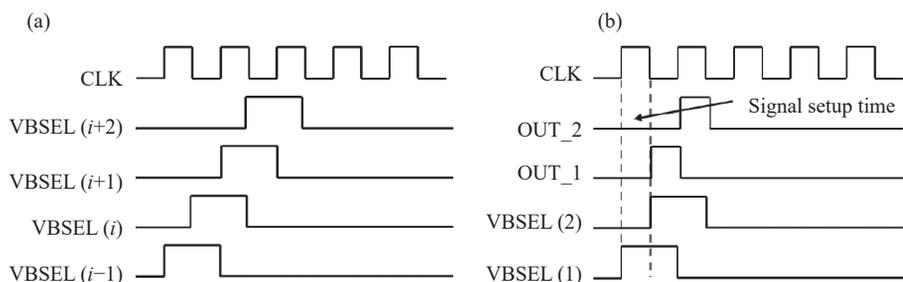 (a)
CLK
VBSEL (i+2)
VBSEL (i+1)
VBSEL (i)
VBSEL (i−1)
(b)
CLK
Signal setup time
OUT_2
OUT_1
VBSEL (2)
VBSEL (1)